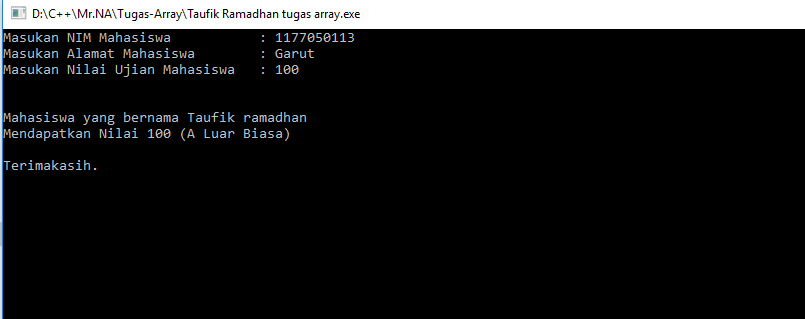 D:\C++\Mr.NA\Tugas-Array\Taufik Ramadhan tugas array.exe
Masukan NIM Mahasiswa           : 1177050113
Masukan Alamat Mahasiswa        : Garut
Masukan Nilai Ujian Mahasiswa   : 100
Mahasiswa yang bernama Taufik ramadhan
Mendapatkan Nilai 100 (A Luar Biasa)
Terimakasih.